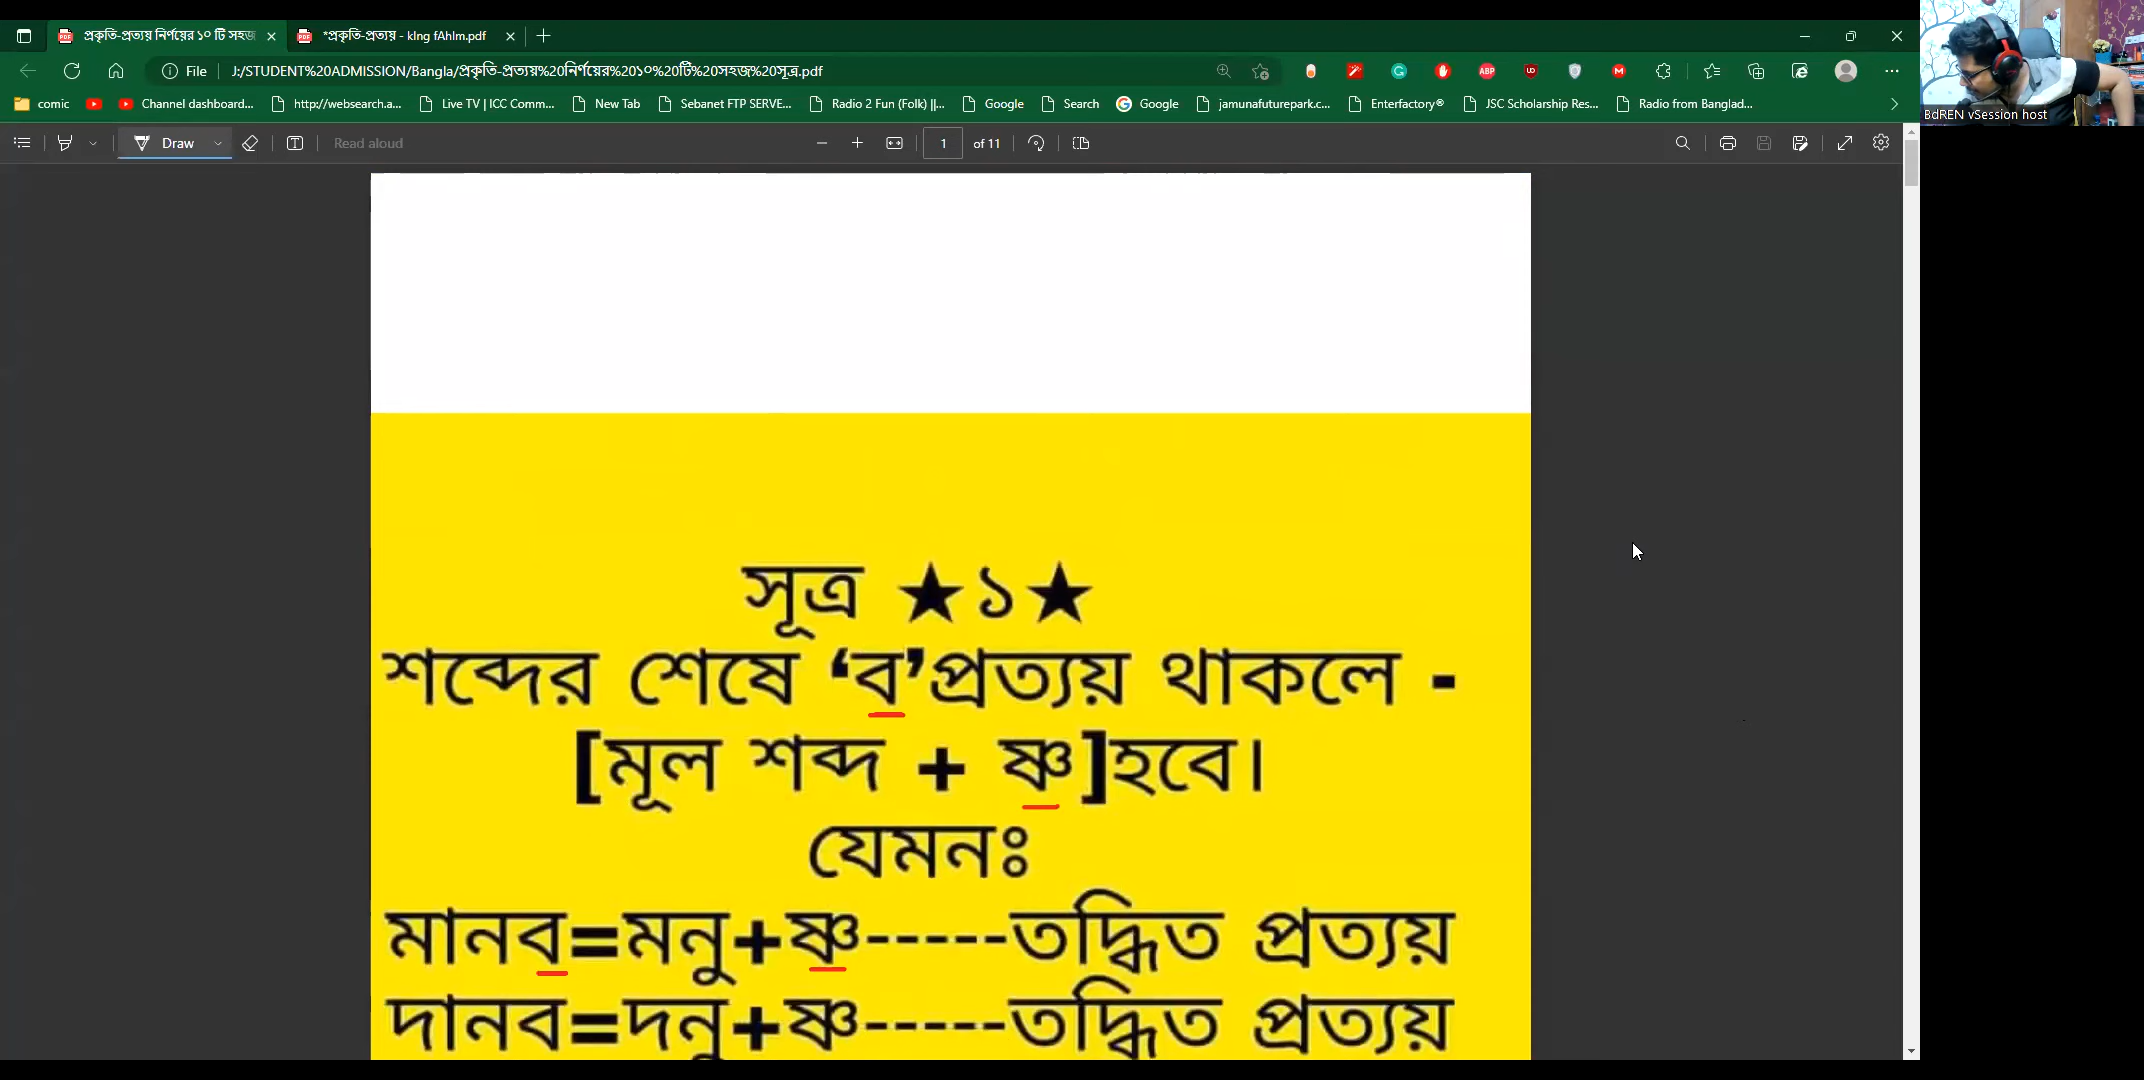 প্রকৃতি-প্রত্যয় নির্ণয়ের ১০ টি সহজ
*প্রকৃতি-প্রত্যয় - kIng fAhIm.pdf
File
J:/STUDENT%20ADMISSION/Bangla/প্রকৃতি-প্রত্যয়%20নির্ণয়ের%20১০%20টি%20সহজ%20সূত্র.pdf
comic
Channel dashboard...
http://websearch.a...
Live TV | ICC Comm...
New Tab
Sebanet FTP SERVE...
Radio 2 Fun (Folk) ||...
Google
Search
Google
jamunafuturepark.c...
Enterfactory®
JSC Scholarship Res...
Radio from Banglad...
BdREN vSession host
Draw
Read aloud
1 of 11
সূত্র ★১★
শব্দের শেষে ‘ব’প্রত্যয় থাকলে -
[মূল শব্দ + ষ্ণ]হবে।
যেমনঃ
মানব=মনু+ষ্ণ-----তদ্ধিত প্রত্যয়
দানব=দনু+ষ্ণ-----তদ্ধিত প্রত্যয়